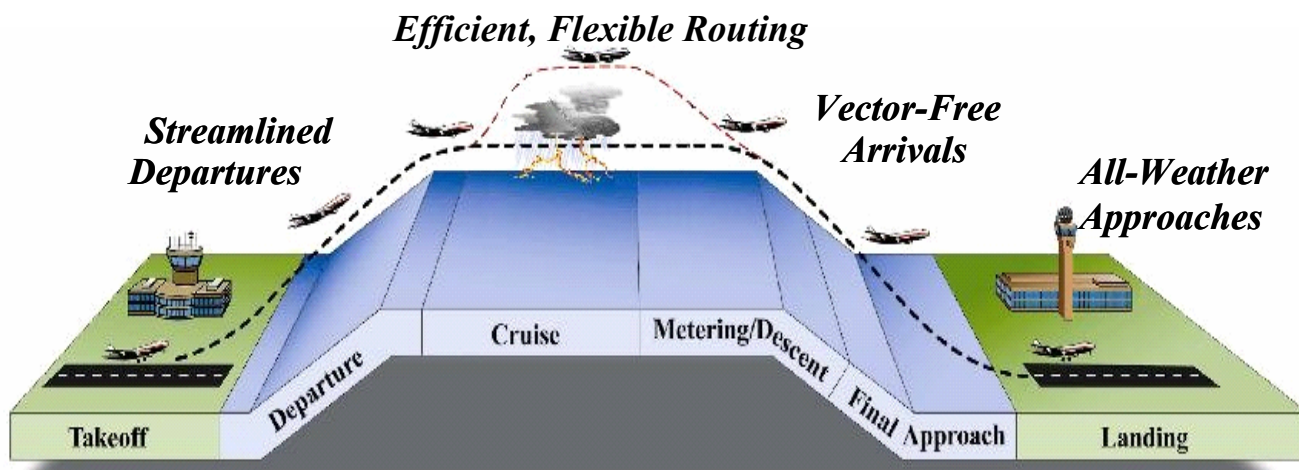 Efficient, Flexible Routing
Streamlined
Departures
Vector-Free
Arrivals
All-Weather
Approaches
Takeoff
Departure
Cruise
Metering/Descent
Final Approach
Landing